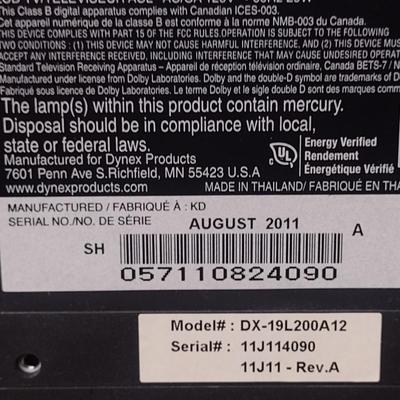 This Class B digital apparatus complies with Canadian ICES-003.
Cet appareil numérique de la classe B est conforme à la norme NMB-003 du Canada.
THIS DEVICE COMPLIES WITH PART 15 OF THE FCC RULES.OPERATION IS SUBJECT TO
TWO CONDITIONS : (1) THIS DEVICE MAY NOT CAUSE HARMFUL INTERFERENCE, AND (2) THIS DEVICE MUST
ANY INTERFERENCE RECEIVED, INCLUDING INTERFERENCE THAT MAY CAUSE UNDESIRED
Standard Television Receiving Apparatus - Appareil de réception télévision ordinaire, Canada BETS-7 / N
Manufactured under license from Dolby Laboratories. Dolby and the double-D symbol are trademarks of D
Fabriqué sous licence de Dolby Laboratories. Le terme Dolby et le sigle double D sont des marques commerciales
The lamp(s) within this product contain mercury.
Disposal should be in compliance with local,
state or federal laws.
Manufactured for Dynex Products
7601 Penn Ave S.Richfield, MN 55423 U.S.A
www.dynexproducts.com
UL
Energy Verified
Rendement
Énergétique Vérifié
MADE IN THAILAND/ FABRIQUÉ EN THA
MANUFACTURED / FABRIQUÉ À : KD
SERIAL NO./NO. DE SÉRIE
AUGUST 2011
A
SH
057110824090
Model#: DX-19L200A12
Serial#: 11J114090
11J11 - Rev.A